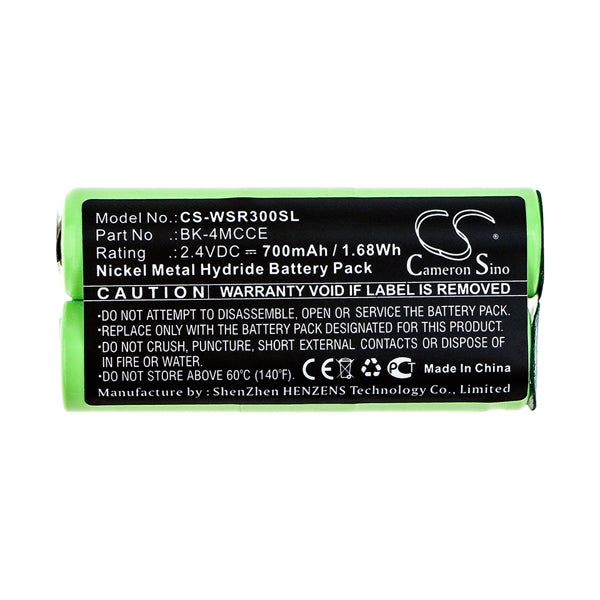 Model No.:CS-WSR300SL
Part No :BK-4MCCE
Rating :2.4VDC ⎓ 700mAh / 1.68Wh
Nickel Metal Hydride Battery Pack
CS
Cameron Sino
CAUTION WARRANTY VOID IF LABEL IS REMOVED
•DO NOT ATTEMPT TO DISASSEMBLE, OPEN OR SERVICE THE BATTERY.
•REPLACE ONLY WITH THE BATTERY DESIGNATED FOR THIS PRODUCT.
•DO NOT CRUSH, PUNCTURE, SHORT EXTERNAL CONTACTS OR DISPOSE OF
IN FIRE OR WATER.
•DO NOT STORE ABOVE 60℃ (140℉).
CE FC Made In China
Manufacture by : ShenZhen HENZENS Technology Co., Limited